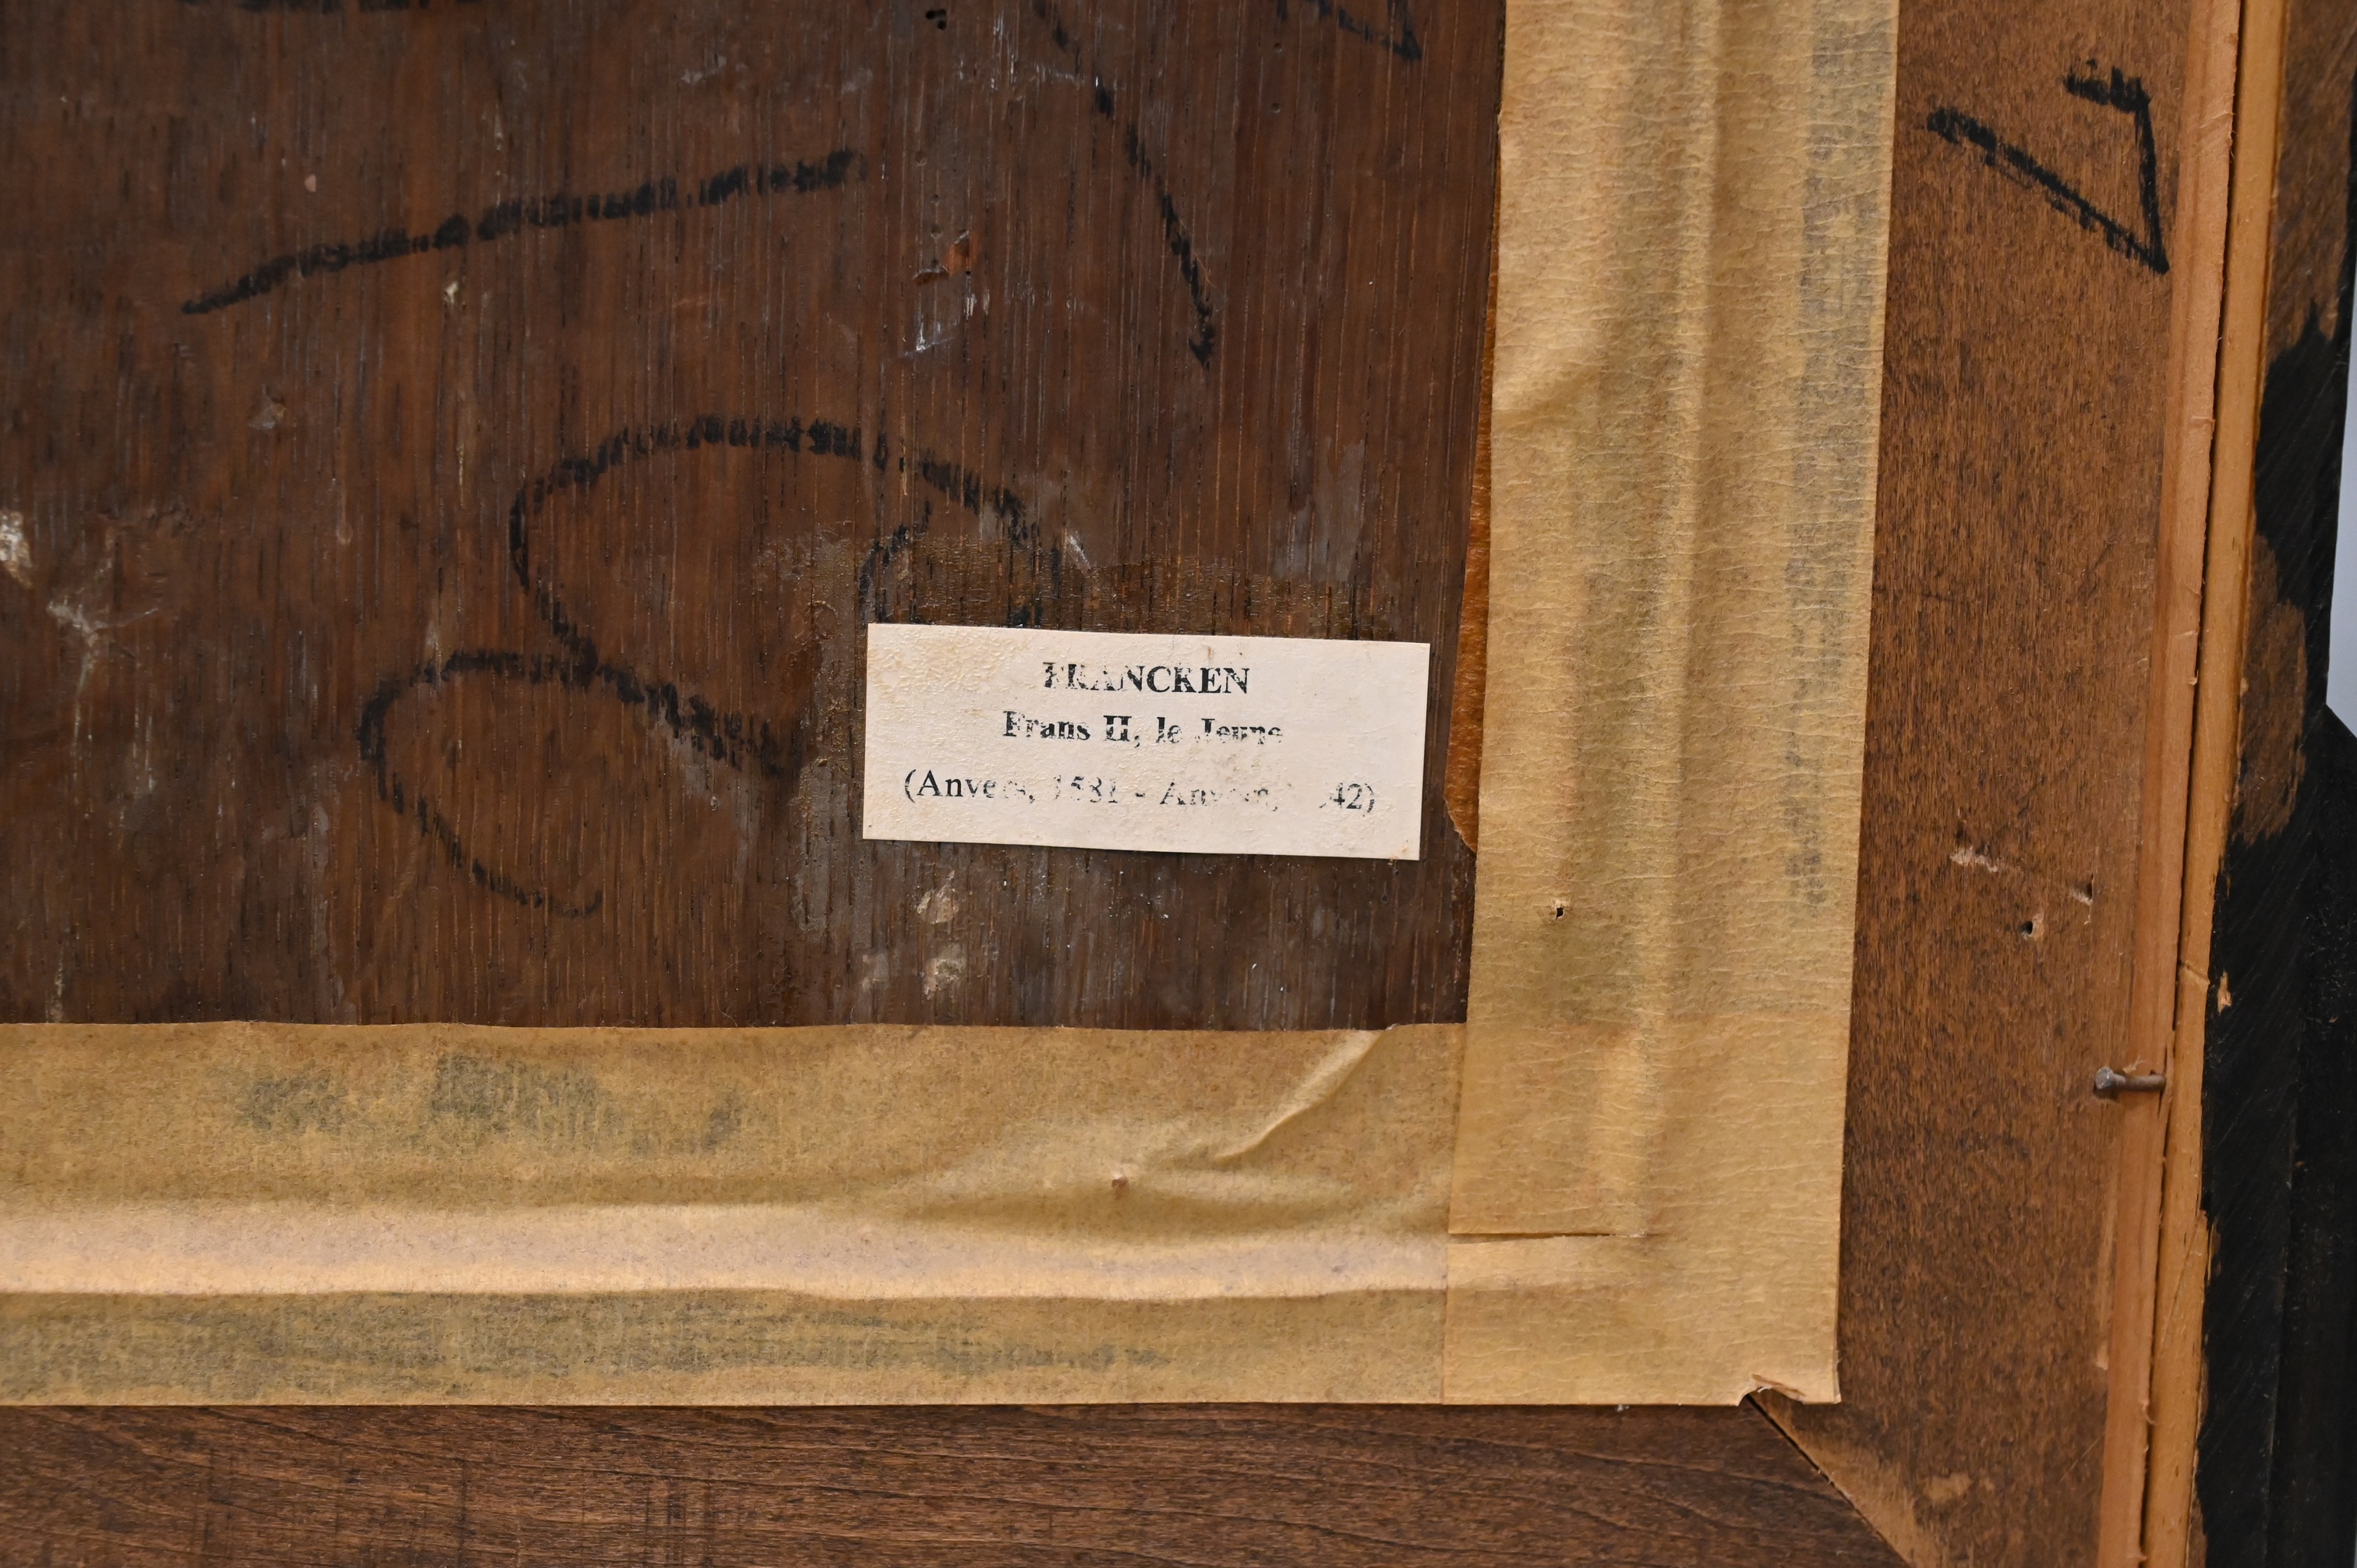 FRANCKEN
Frans II, le Jeune
(Anvers, 1581 - Anvers, 1642)